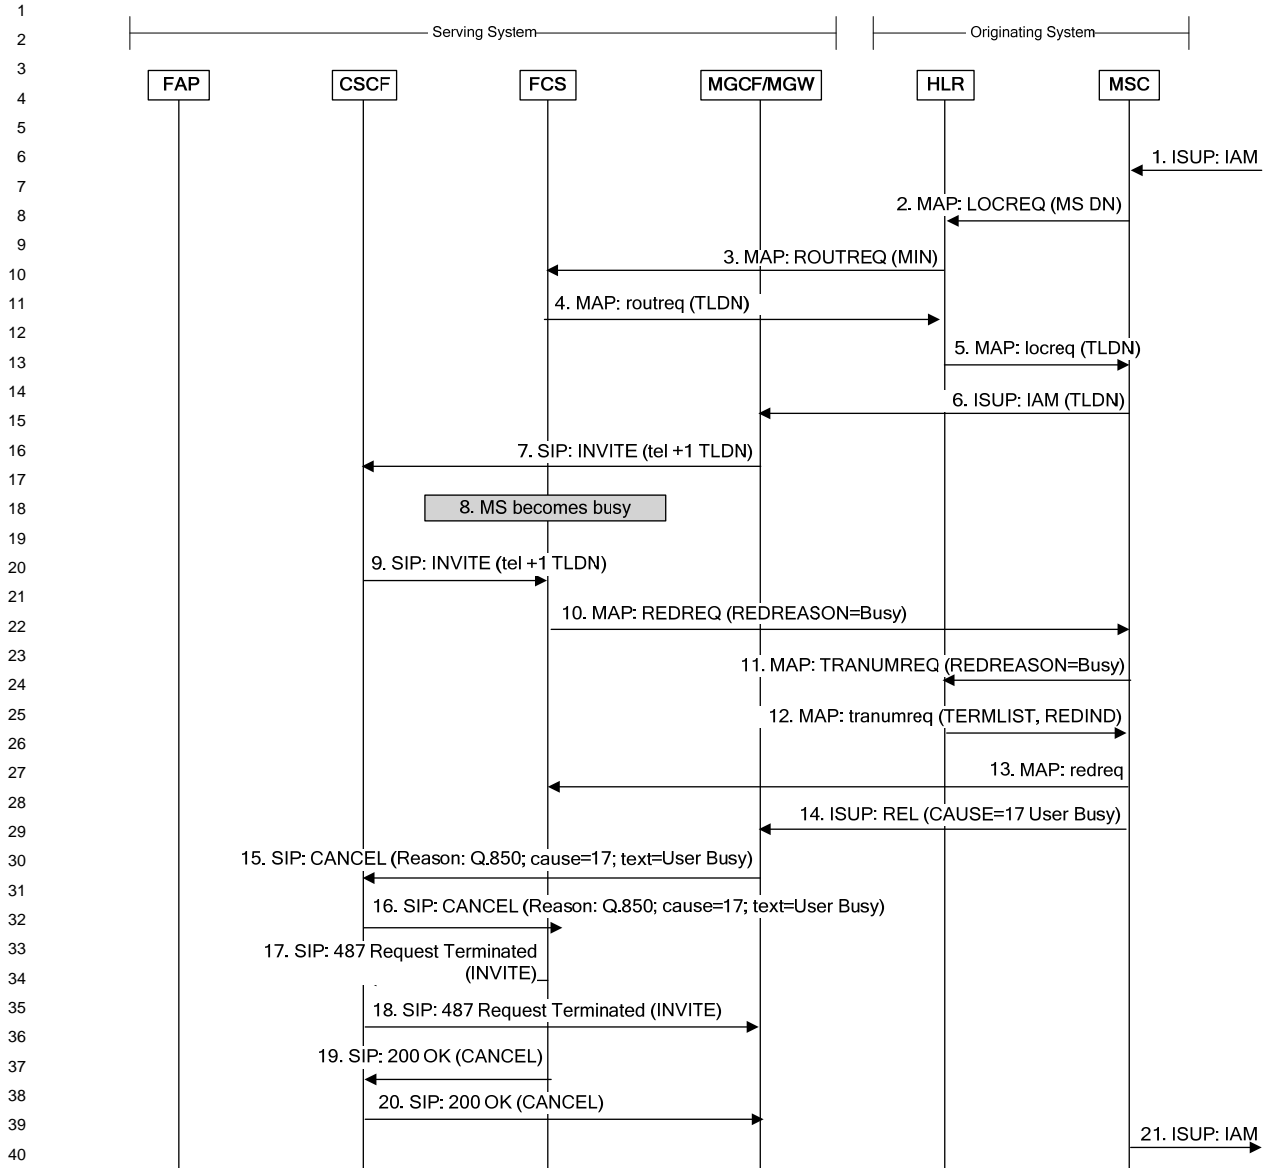 1
Serving System
Originating System
2
3
FAP
CSCF
FCS
MGCF/MGW
HLR
MSC
4
5
6
1. ISUP: IAM
7
2. MAP: LOCREQ (MS DN)
8
9
3. MAP: ROUTREQ (MIN)
10
11
4. MAP: routreq (TLDN)
12
5. MAP: locreq (TLDN)
13
14
6. ISUP: IAM (TLDN)
15
16
7. SIP: INVITE (tel +1 TLDN)
17
18
8. MS becomes busy
19
20
9. SIP: INVITE (tel +1 TLDN)
21
10. MAP: REDREQ (REDREASON=Busy)
22
23
11. MAP: TRANUMREQ (REDREASON=Busy)
24
25
12. MAP: tranumreq (TERMLIST, REDIND)
26
27
13. MAP: redreq
28
14. ISUP: REL (CAUSE=17 User Busy)
29
30
15. SIP: CANCEL (Reason: Q.850; cause=17; text=User Busy)
31
16. SIP: CANCEL (Reason: Q.850; cause=17; text=User Busy)
32
33
17. SIP: 487 Request Terminated
(INVITE)
34
35
18. SIP: 487 Request Terminated (INVITE)
36
37
19. SIP: 200 OK (CANCEL)
38
20. SIP: 200 OK (CANCEL)
39
21. ISUP: IAM
40